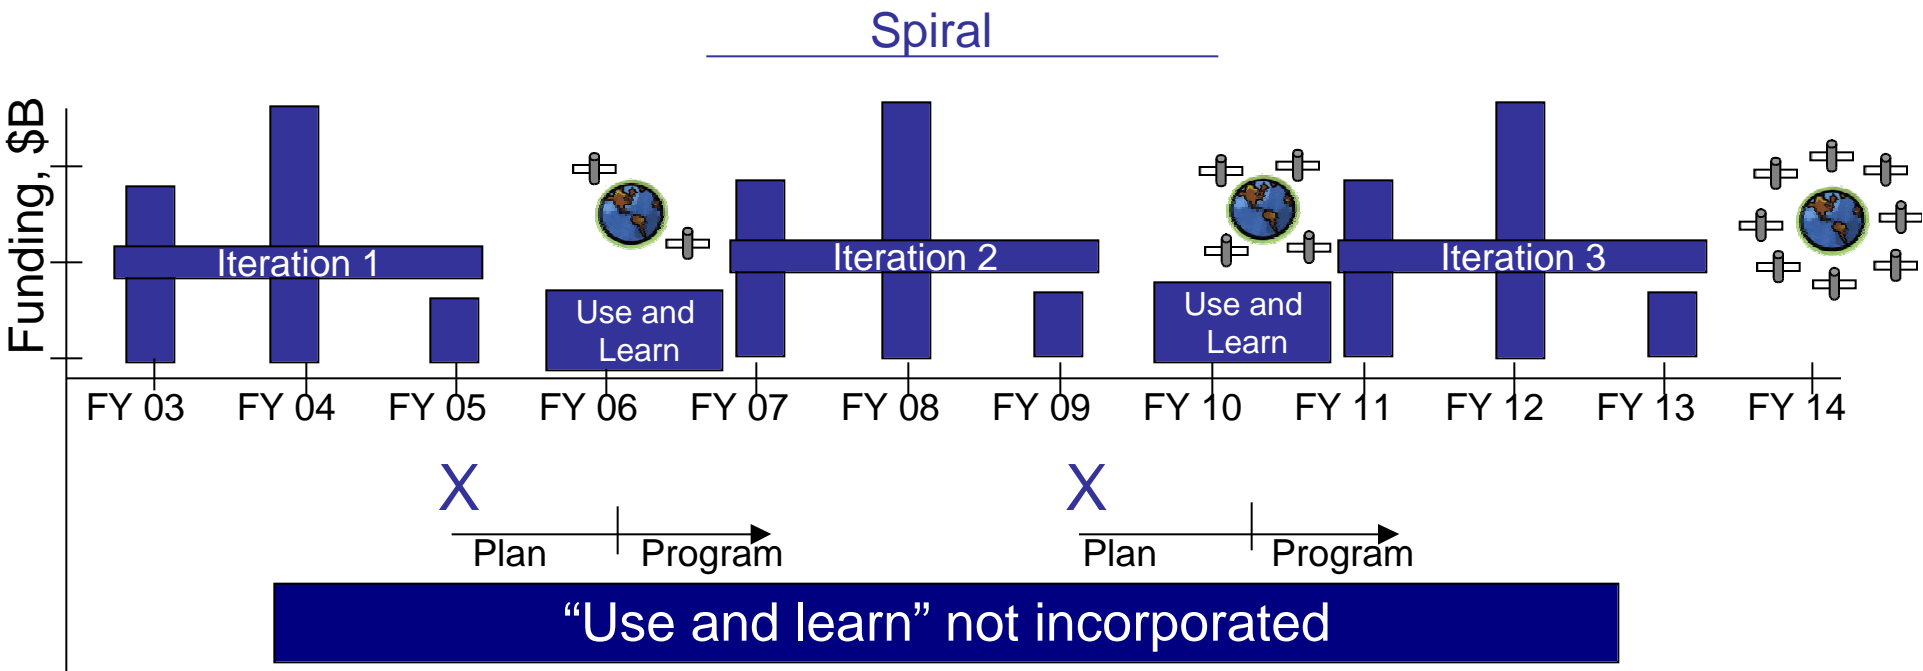 Spiral
Funding, $B
Iteration 1
Iteration 2
Iteration 3
Use and
Learn
Use and
Learn
FY 03
FY 04
FY 05
FY 06
FY 07
FY 08
FY 09
FY 10
FY 11
FY 12
FY 13
FY 14
X
X
Plan
Program
Plan
Program
“Use and learn” not incorporated